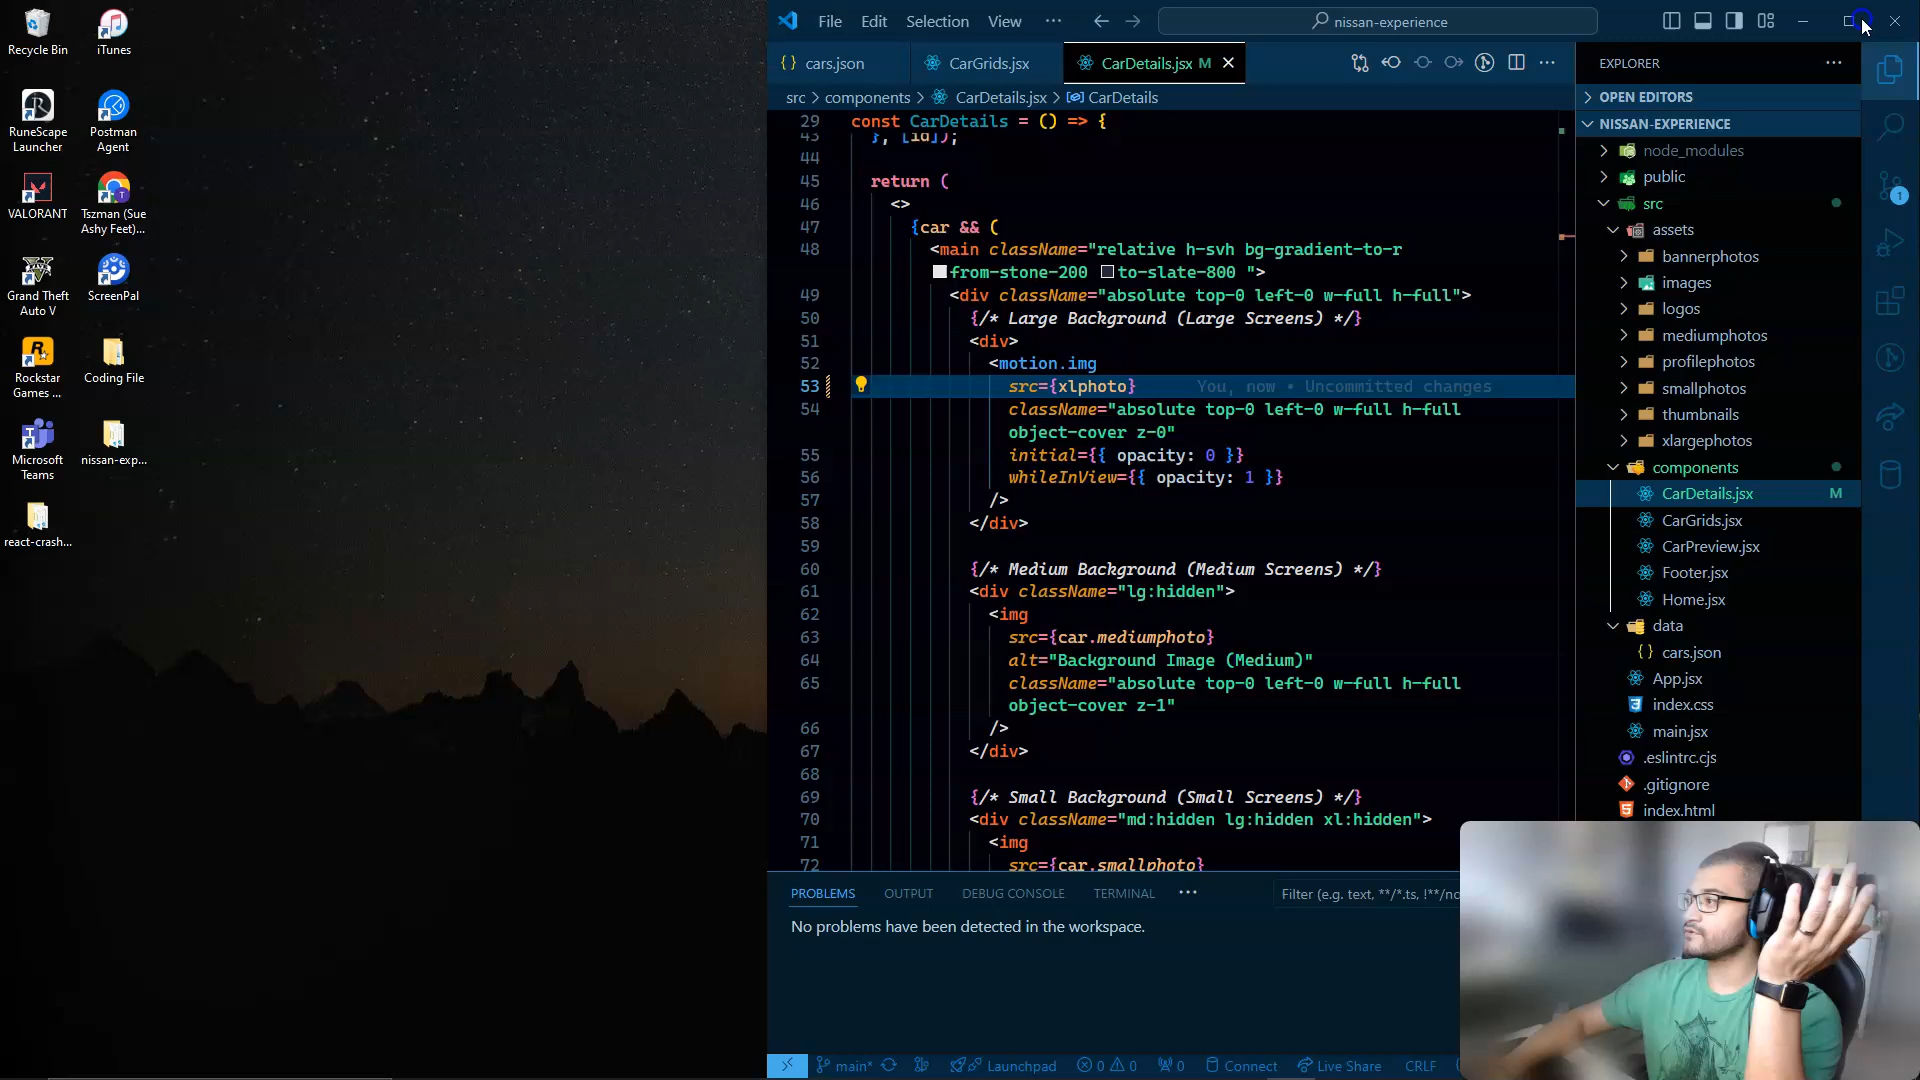 Recycle Bin
iTunes
RuneScape
Launcher
Postman
Agent
VALORANT
Tszman (Sue
Ashy Feet)...
Grand Theft
Auto V
ScreenPal
Rockstar
Games ...
Coding File
Microsoft
Teams
nissan-exp...
react-crash...
File Edit Selection View ··· nissan-experience
cars.json CarGrids.jsx CarDetails.jsx M
src > components > CarDetails.jsx > CarDetails
29 const CarDetails = () => {
43 }, [id]);
44
45 return (
46 <>
47 {car && (
48 <main className="relative h-svh bg-gradient-to-r
from-stone-200 to-slate-800 ">
49 <div className="absolute top-0 left-0 w-full h-full">
50 {/* Large Background (Large Screens) */}
51 <div>
52 <motion.img
53 src={xlphoto} You, now • Uncommitted changes
54 className="absolute top-0 left-0 w-full h-full
object-cover z-0"
55 initial={{ opacity: 0 }}
56 whileInView={{ opacity: 1 }}
57 />
58 </div>
59
60 {/* Medium Background (Medium Screens) */}
61 <div className="lg:hidden">
62 <img
63 src={car.mediumphoto}
64 alt="Background Image (Medium)"
65 className="absolute top-0 left-0 w-full h-full
object-cover z-1"
66 />
67 </div>
68
69 {/* Small Background (Small Screens) */}
70 <div className="md:hidden lg:hidden xl:hidden">
71 <img
72 src={car.smallphoto}
EXPLORER
OPEN EDITORS
NISSAN-EXPERIENCE
node_modules
public
src
assets
bannerphotos
images
logos
mediumphotos
profilephotos
smallphotos
thumbnails
xlargephotos
components
CarDetails.jsx M
CarGrids.jsx
CarPreview.jsx
Footer.jsx
Home.jsx
data
{} cars.json
App.jsx
index.css
main.jsx
.eslintrc.cjs
.gitignore
index.html
1
PROBLEMS OUTPUT DEBUG CONSOLE TERMINAL ··· Filter (e.g. text, **/*.ts, !**/no
No problems have been detected in the workspace.
main* Launchpad 0 0 0 Connect Live Share CRLF